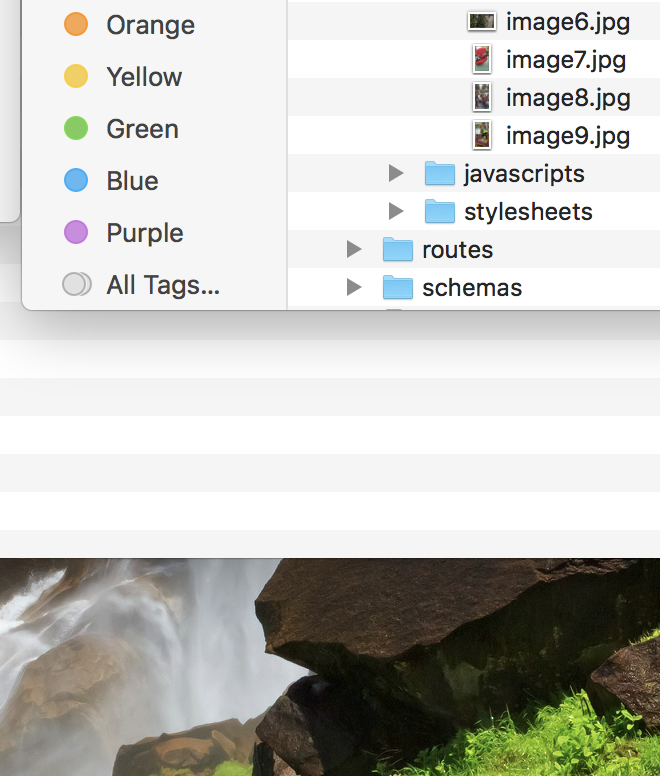 Orange
Yellow
Green
Blue
Purple
All Tags...
image6.jpg
image7.jpg
image8.jpg
image9.jpg
javascripts
stylesheets
routes
schemas